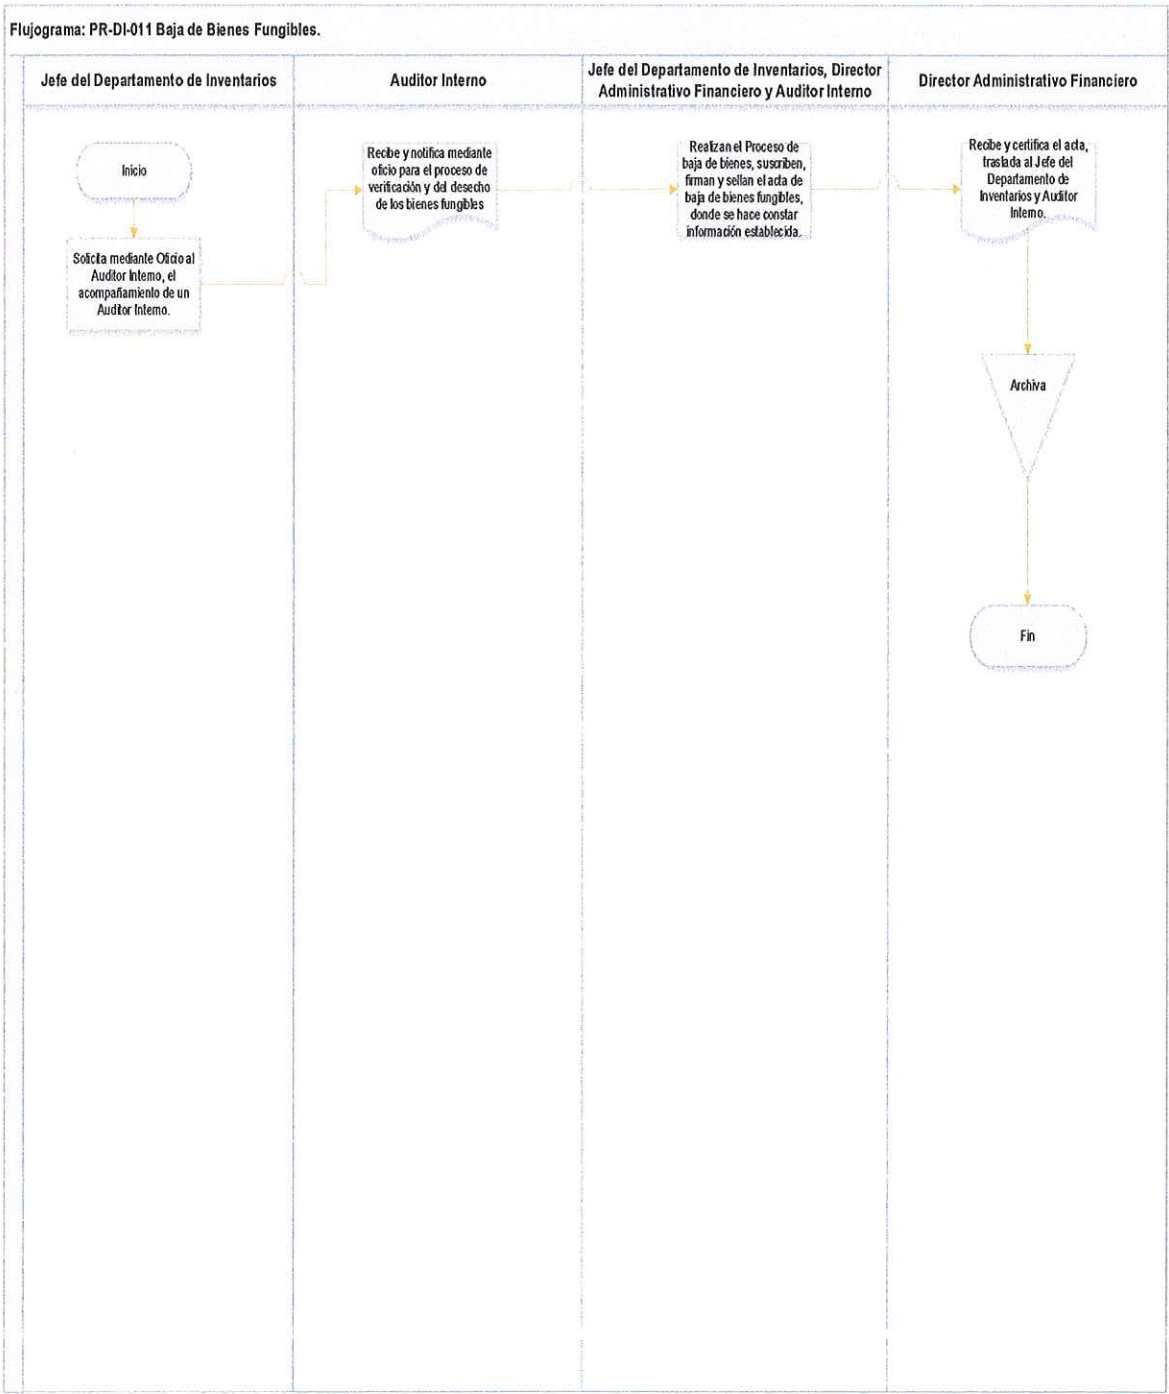 Flujograma: PR-DI-011 Baja de Bienes Fungibles.
Jefe del Departamento de Inventarios
Auditor Interno
Jefe del Departamento de Inventarios, Director
Administrativo Financiero y Auditor Interno
Director Administrativo Financiero
Inicio
Solicita mediante Oficio al
Auditor Interno, el
acompañamiento de un
Auditor Interno.
Recibe y notifica mediante
oficio para el proceso de
verificación y del desecho
de los bienes fungibles
Realizan el Proceso de
baja de bienes, suscriben,
firman y sellan el acta de
baja de bienes fungibles,
donde se hace constar
información establecida.
Recibe y certifica el acta,
traslada al Jefe del
Departamento de
Inventarios y Auditor
Interno.
Archiva
Fin